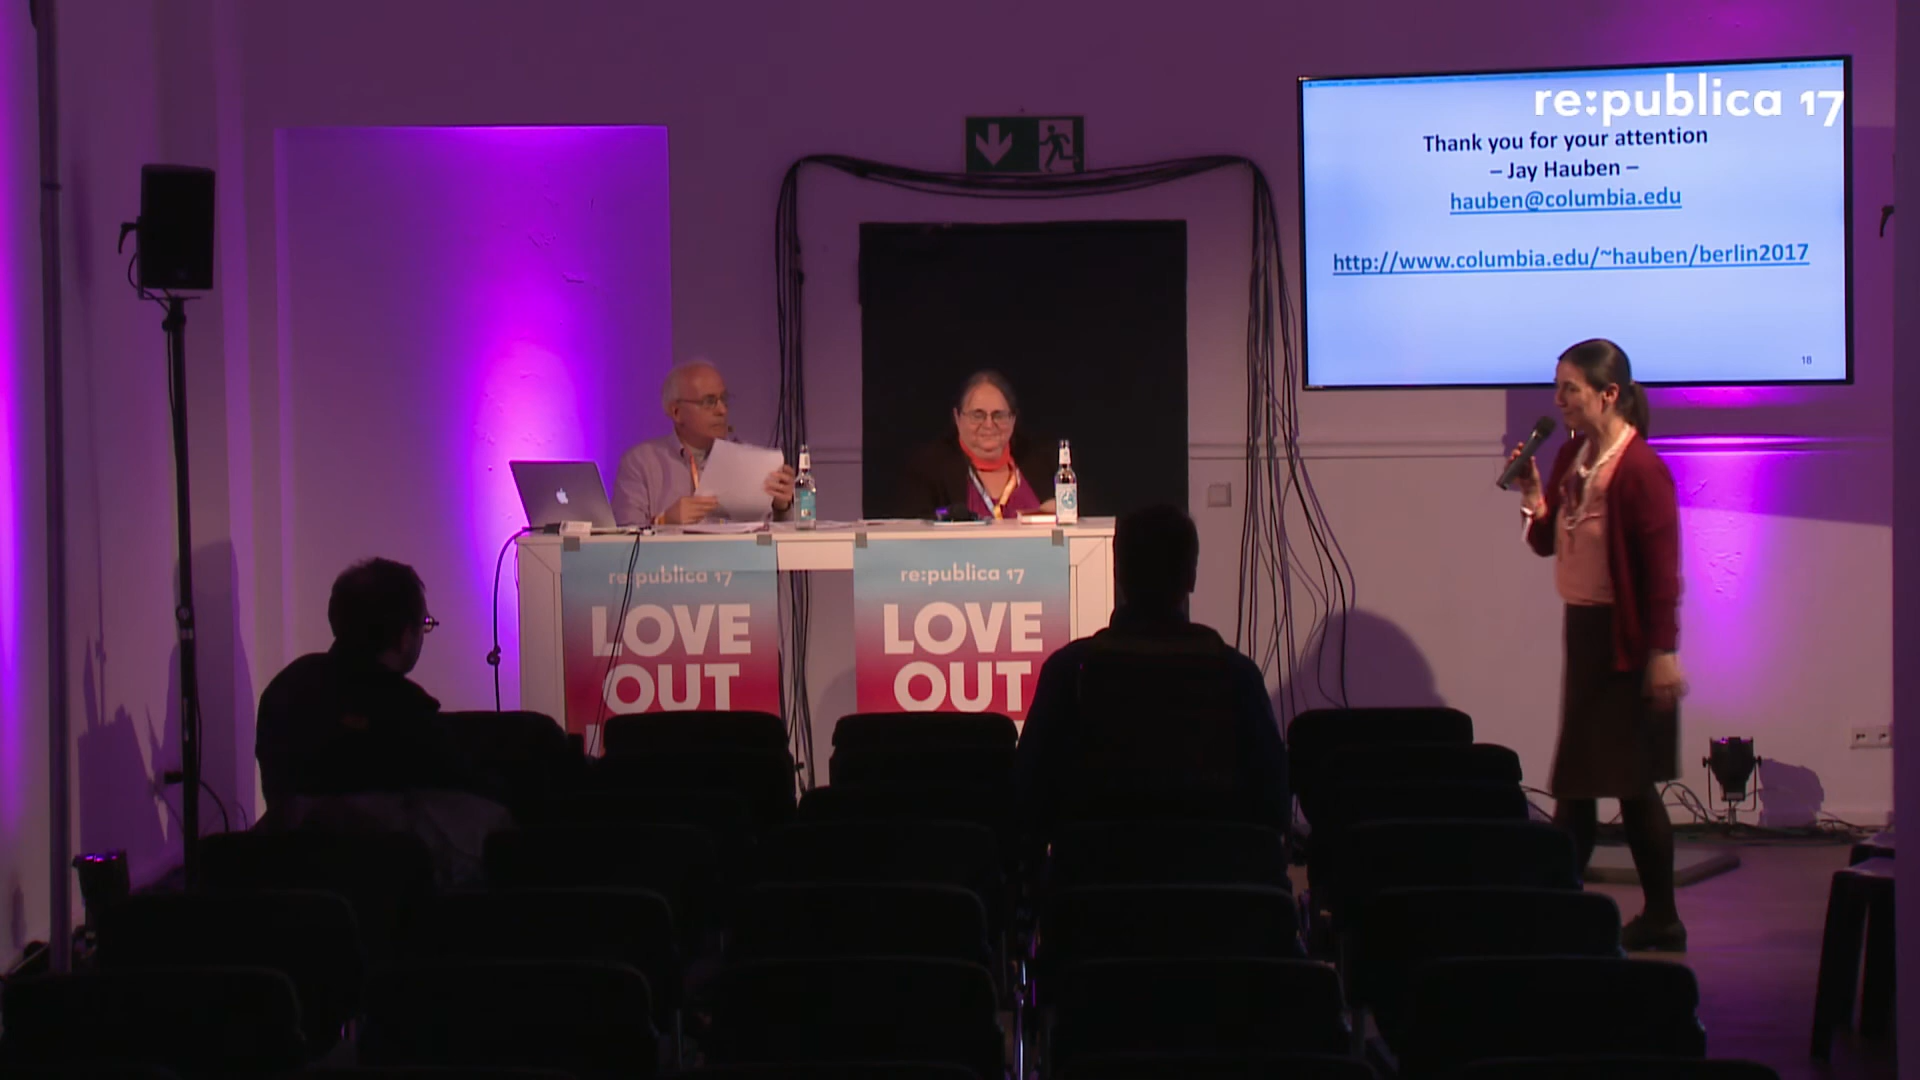 re:publica 17
Thank you for your attention
– Jay Hauben –
hauben@columbia.edu
http://www.columbia.edu/~hauben/berlin2017
18
re:publica 17
LOVE
OUT
re:publica 17
LOVE
OUT